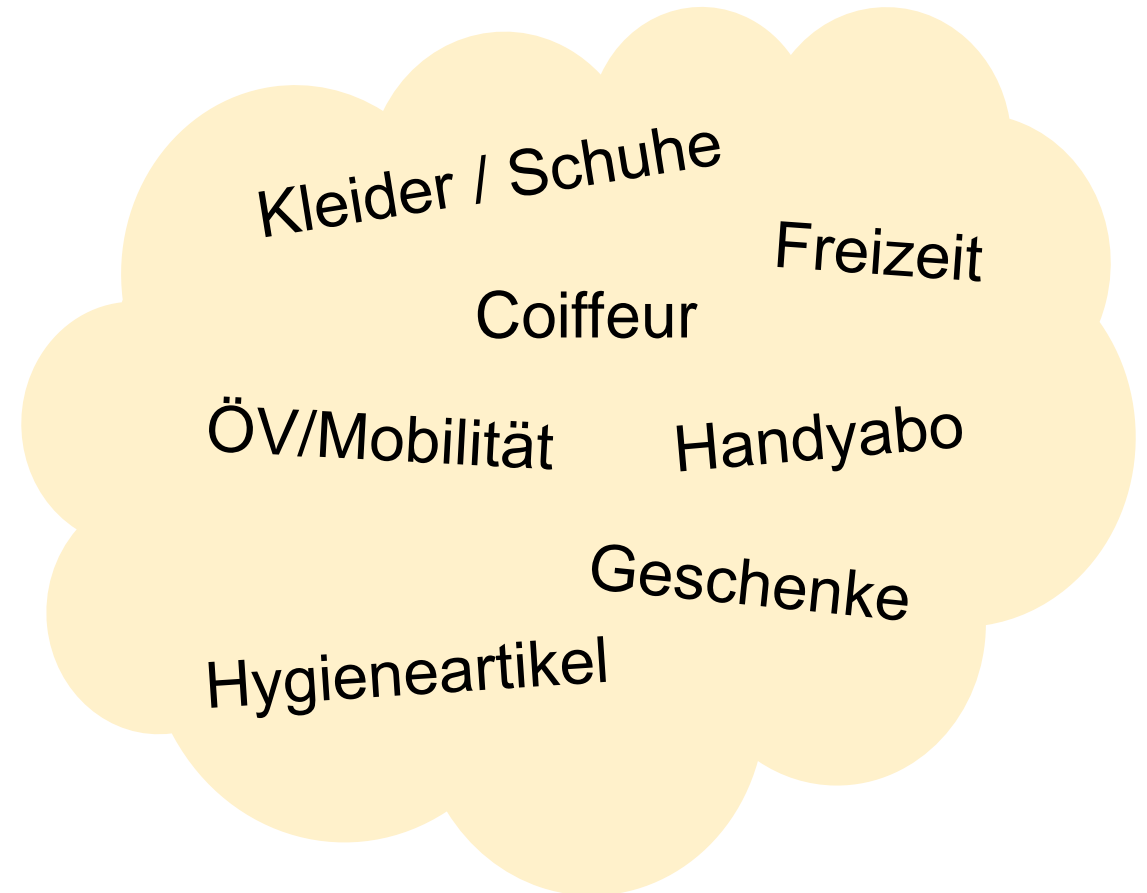 Kleider / Schuhe
Freizeit
Coiffeur
ÖV/Mobilität
Handyabo
Geschenke
Hygieneartikel